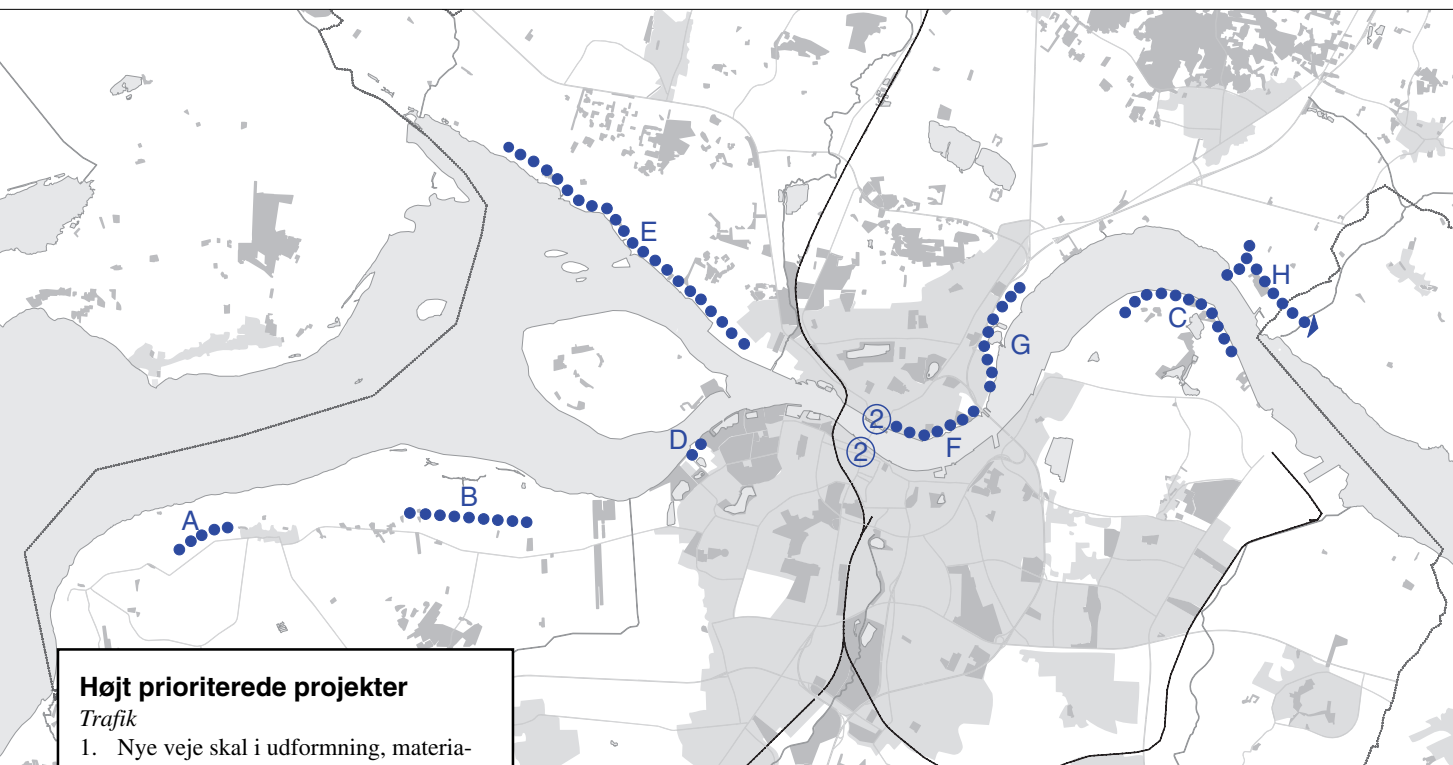 E
H
C
G
2
D
F
2
B
A
Højt prioriterede projekter
Trafik
1. Nye veje skal i udformning, materia-